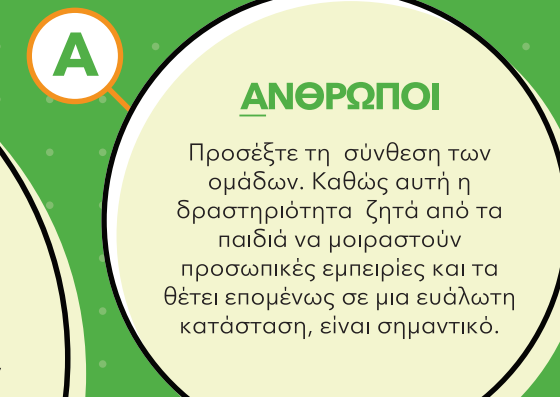 Α
ΑΝΘΡΩΠΟΙ
Προσέξτε τη σύνθεση των
ομάδων. Καθώς αυτή η
δραστηριότητα ζητά από τα
παιδιά να μοιραστούν
προσωπικές εμπειρίες και τα
θέτει επομένως σε μια ευάλωτη
κατάσταση, είναι σημαντικό.